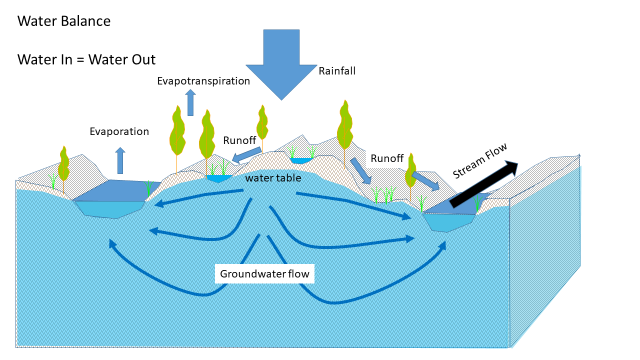 Water Balance
Water In = Water Out
Rainfall
Evapotranspiration
Evaporation
Runoff
Runoff
Stream Flow
water table
Groundwater flow